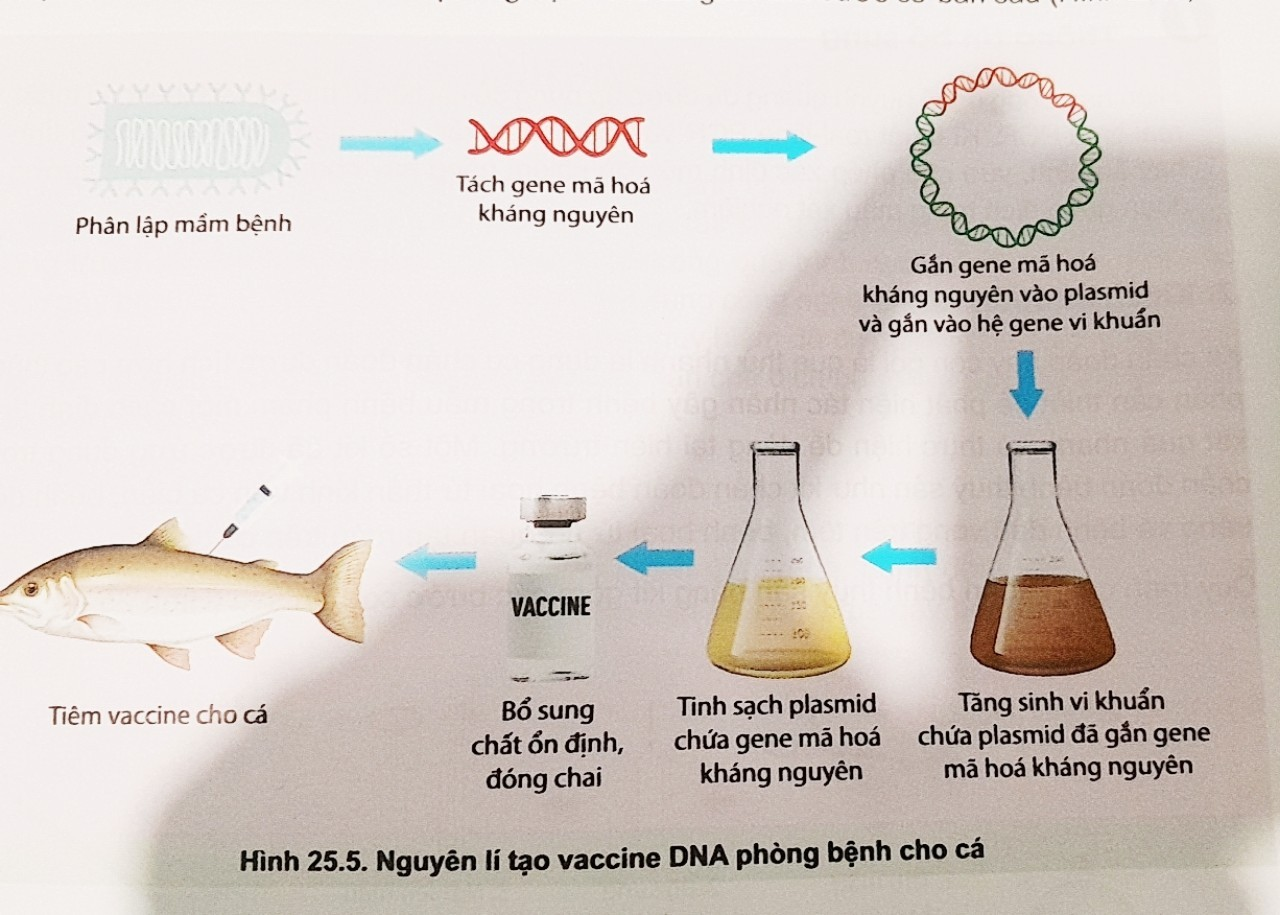 Phân lập mầm bệnh
Tách gene mã hoá
kháng nguyên
Gắn gene mã hoá
kháng nguyên vào plasmid
và gắn vào hệ gene vi khuẩn
Tăng sinh vi khuẩn
chứa plasmid đã gắn gene
mã hoá kháng nguyên
Tinh sạch plasmid
chứa gene mã hoá
kháng nguyên
VACCINE
Bổ sung
chất ổn định,
đóng chai
Tiêm vaccine cho cá
Hình 25.5. Nguyên lí tạo vaccine DNA phòng bệnh cho cá